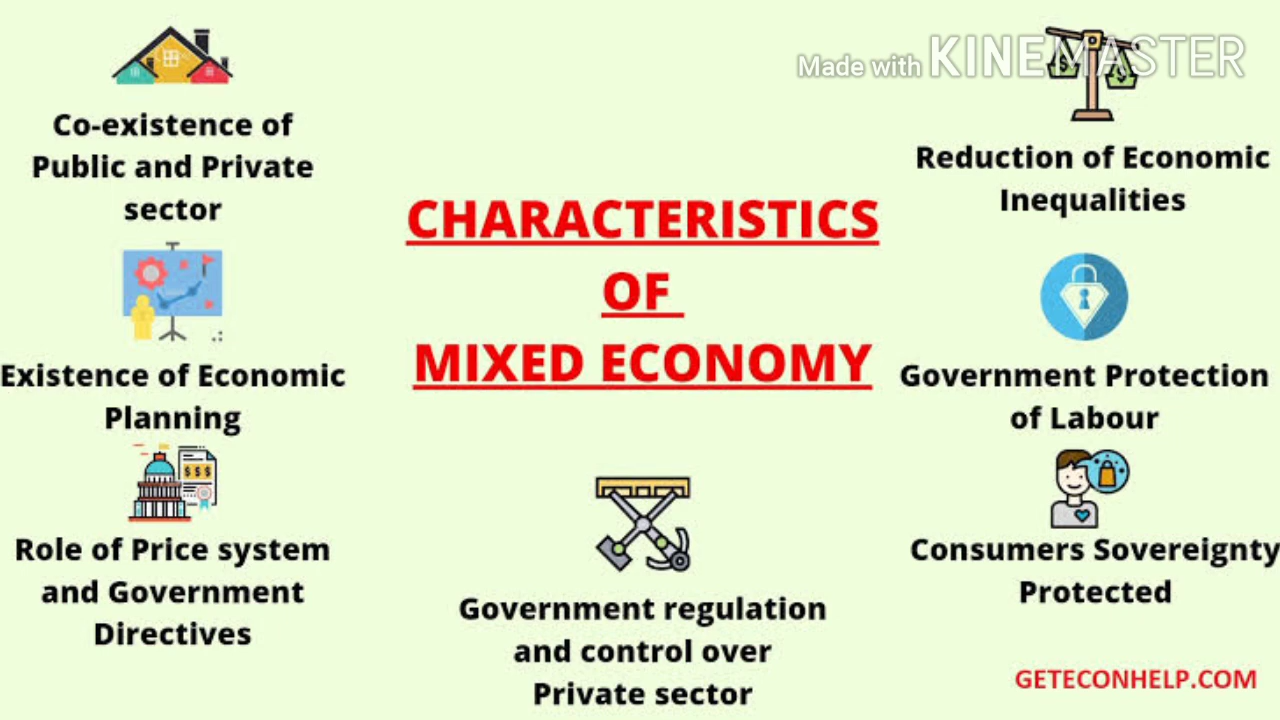 Made with KINEMASTER
Co-existence of
Public and Private
sector
Existence of Economic
Planning
Role of Price system
and Government
Directives
CHARACTERISTICS
OF
MIXED ECONOMY
Government regulation
and control over
Private sector
Reduction of Economic
Inequalities
Government Protection
of Labour
Consumers Sovereignty
Protected
GETECONHELP.COM